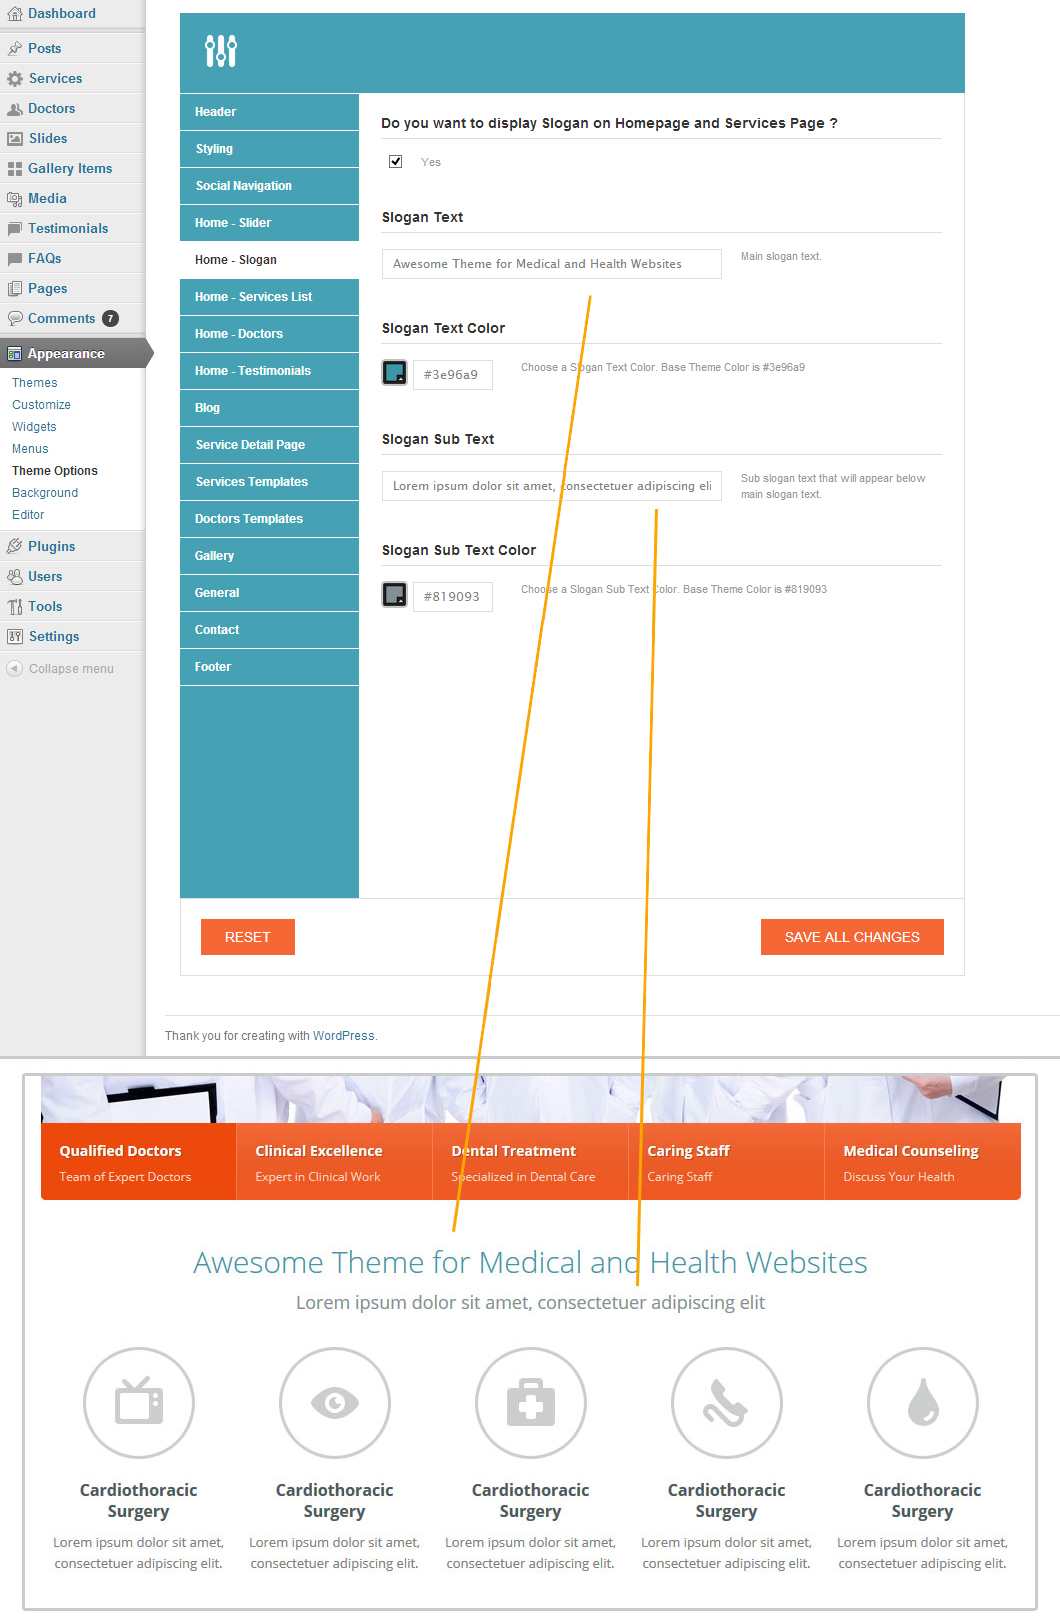 Dashboard
Posts
Services
Doctors
Slides
Gallery Items
Media
Testimonials
FAQs
Pages
Comments 7
Appearance
Themes
Customize
Widgets
Menus
Theme Options
Background
Editor
Plugins
Users
Tools
Settings
Collapse menu
Header
Styling
Social Navigation
Home - Slider
Home - Slogan
Home - Services List
Home - Doctors
Home - Testimonials
Blog
Service Detail Page
Services Templates
Doctors Templates
Gallery
General
Contact
Footer
Do you want to display Slogan on Homepage and Services Page ?
Yes
Slogan Text
Awesome Theme for Medical and Health Websites
Main slogan text.
Slogan Text Color
#3e96a9
Choose a Slogan Text Color. Base Theme Color is #3e96a9
Slogan Sub Text
Lorem ipsum dolor sit amet, consectetuer adipiscing eli
Sub slogan text that will appear below
main slogan text.
Slogan Sub Text Color
#819093
Choose a Slogan Sub Text Color. Base Theme Color is #819093
RESET
SAVE ALL CHANGES
Thank you for creating with WordPress.
Qualified Doctors
Team of Expert Doctors
Clinical Excellence
Expert in Clinical Work
Dental Treatment
Specialized in Dental Care
Caring Staff
Caring Staff
Medical Counseling
Discuss Your Health
Awesome Theme for Medical and Health Websites
Lorem ipsum dolor sit amet, consectetuer adipiscing elit
Cardiothoracic
Surgery
Lorem ipsum dolor sit amet,
consectetuer adipiscing elit.
Cardiothoracic
Surgery
Lorem ipsum dolor sit amet,
consectetuer adipiscing elit.
Cardiothoracic
Surgery
Lorem ipsum dolor sit amet,
consectetuer adipiscing elit.
Cardiothoracic
Surgery
Lorem ipsum dolor sit amet,
consectetuer adipiscing elit.
Cardiothoracic
Surgery
Lorem ipsum dolor sit amet,
consectetuer adipiscing elit.